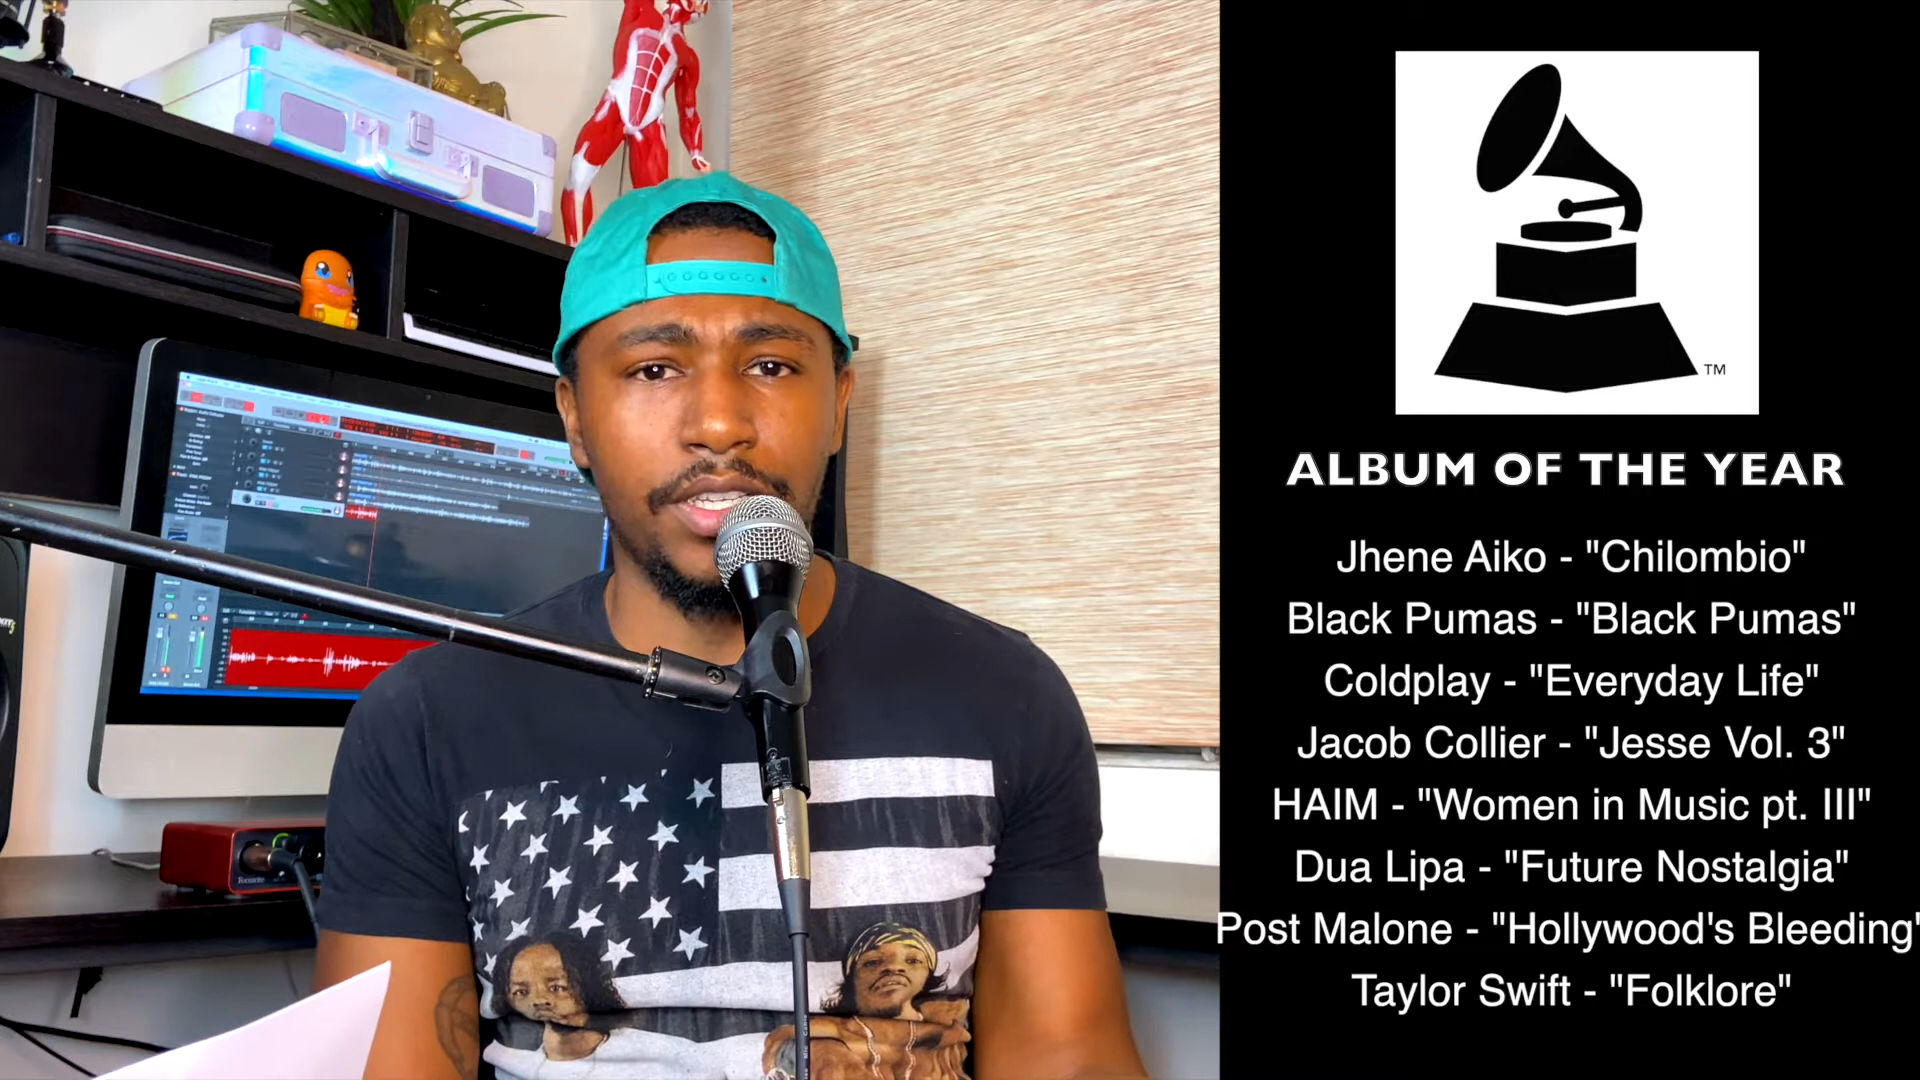 TM
ALBUM OF THE YEAR
Jhene Aiko - "Chilombio"
Black Pumas - "Black Pumas"
Coldplay - "Everyday Life"
Jacob Collier - "Jesse Vol. 3"
HAIM - "Women in Music pt. III"
Dua Lipa - "Future Nostalgia"
Post Malone - "Hollywood's Bleeding"
Taylor Swift - "Folklore"
Focusrite